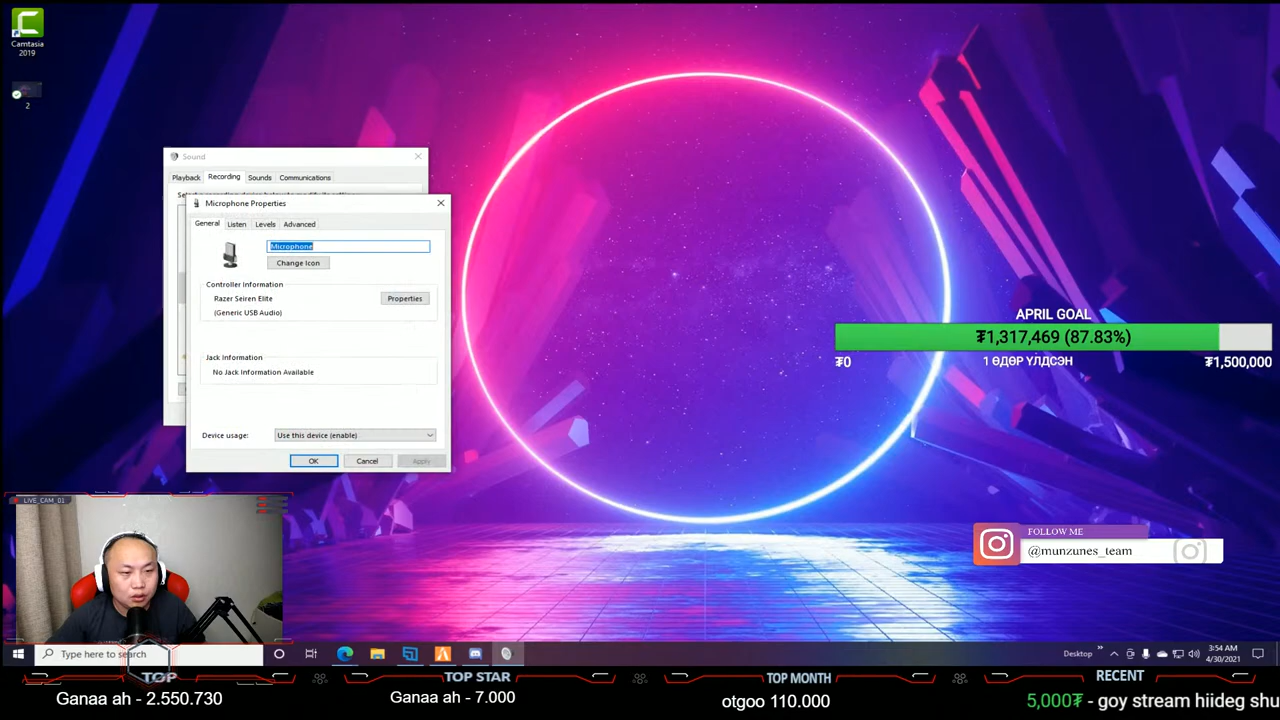 Camtasia
2019
2
Sound
Playback Recording Sounds Communications
Microphone Properties
General Listen Levels Advanced
Microphone
Change Icon
Controller Information
Razer Seiren Elite
Properties
(Generic USB Audio)
Jack Information
No Jack Information Available
Device usage: Use this device (enable)
OK Cancel Apply
APRIL GOAL
₮1,317,469 (87.83%)
₮0 1 ӨДӨР ҮЛДСЭН ₮1,500,000
LIVE_CAM_01
FOLLOW ME
@munzunes_team
Type here to search
Desktop
3:54 AM
4/30/2021
TOP
Ganaa ah - 2.550.730
TOP STAR
Ganaa ah - 7.000
TOP MONTH
otgoo 110.000
RECENT
5,000₮ - goy stream hiideg shu